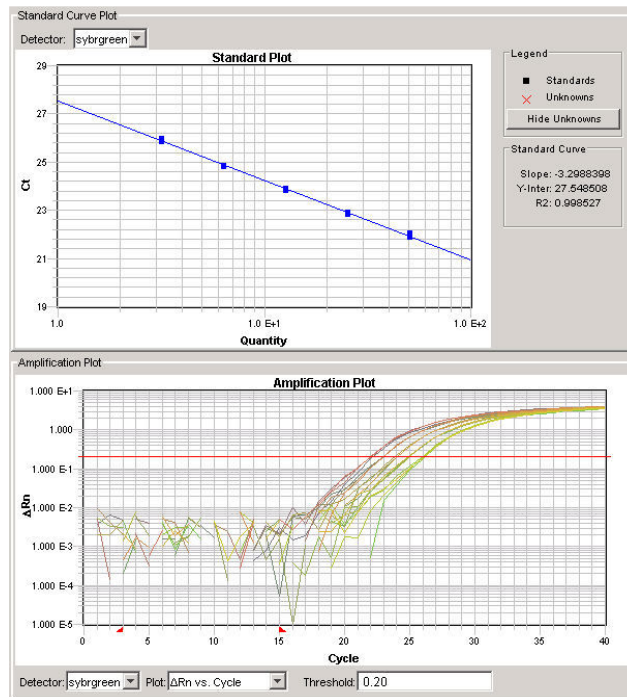 Standard Curve Plot
Detector: sybrgreen
Standard Plot
29
27
25
23
21
19
Ct
1.0
1.0 E+1
1.0 E+2
Quantity
Legend
Standards
Unknowns
Hide Unknowns
Standard Curve
Slope: -3.2988398
Y-Inter: 27.548508
R2: 0.998527
Amplification Plot
Amplification Plot
1.000 E+1
1.000
1.000 E-1
1.000 E-2
1.000 E-3
1.000 E-4
1.000 E-5
ΔRn
0 5 10 15 20 25 30 35 40
Cycle
Detector: sybrgreen Plot: ΔRn vs. Cycle Threshold: 0.20